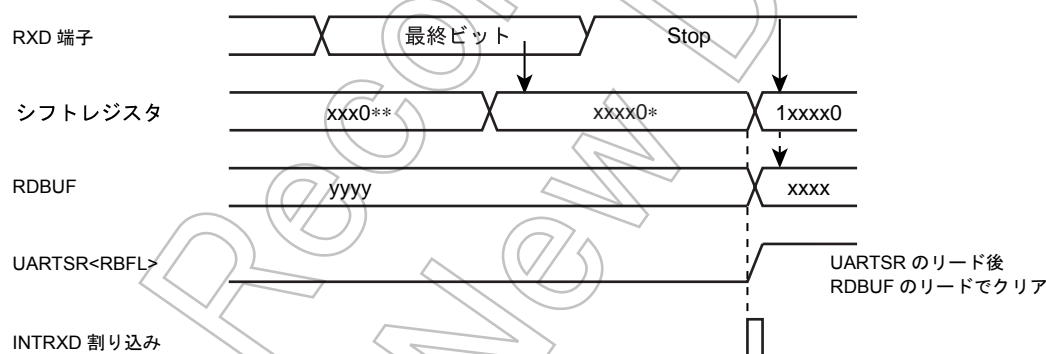 RXD 端子
最終ビット
Stop
シフトレジスタ
xxx0**
xxxx0*
1xxxx0
RDBUF
yyyy
xxxx
UARTSR<RBFL>
UARTSR のリード後
RDBUF のリードでクリア
INTRXD 割り込み